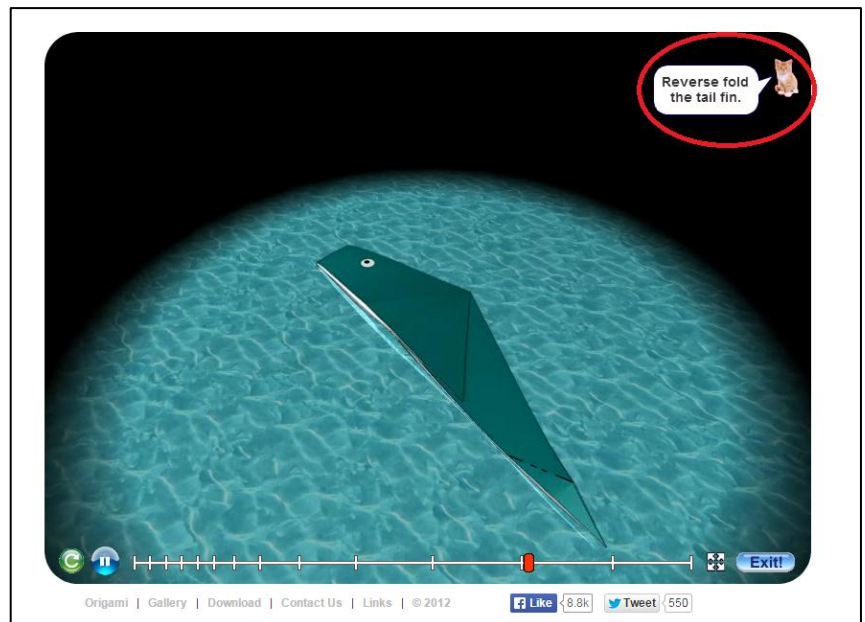 Reverse fold
the tail fin.
Exit!
Origami | Gallery | Download | Contact Us | Links | © 2012
Like 8.8k Tweet 550